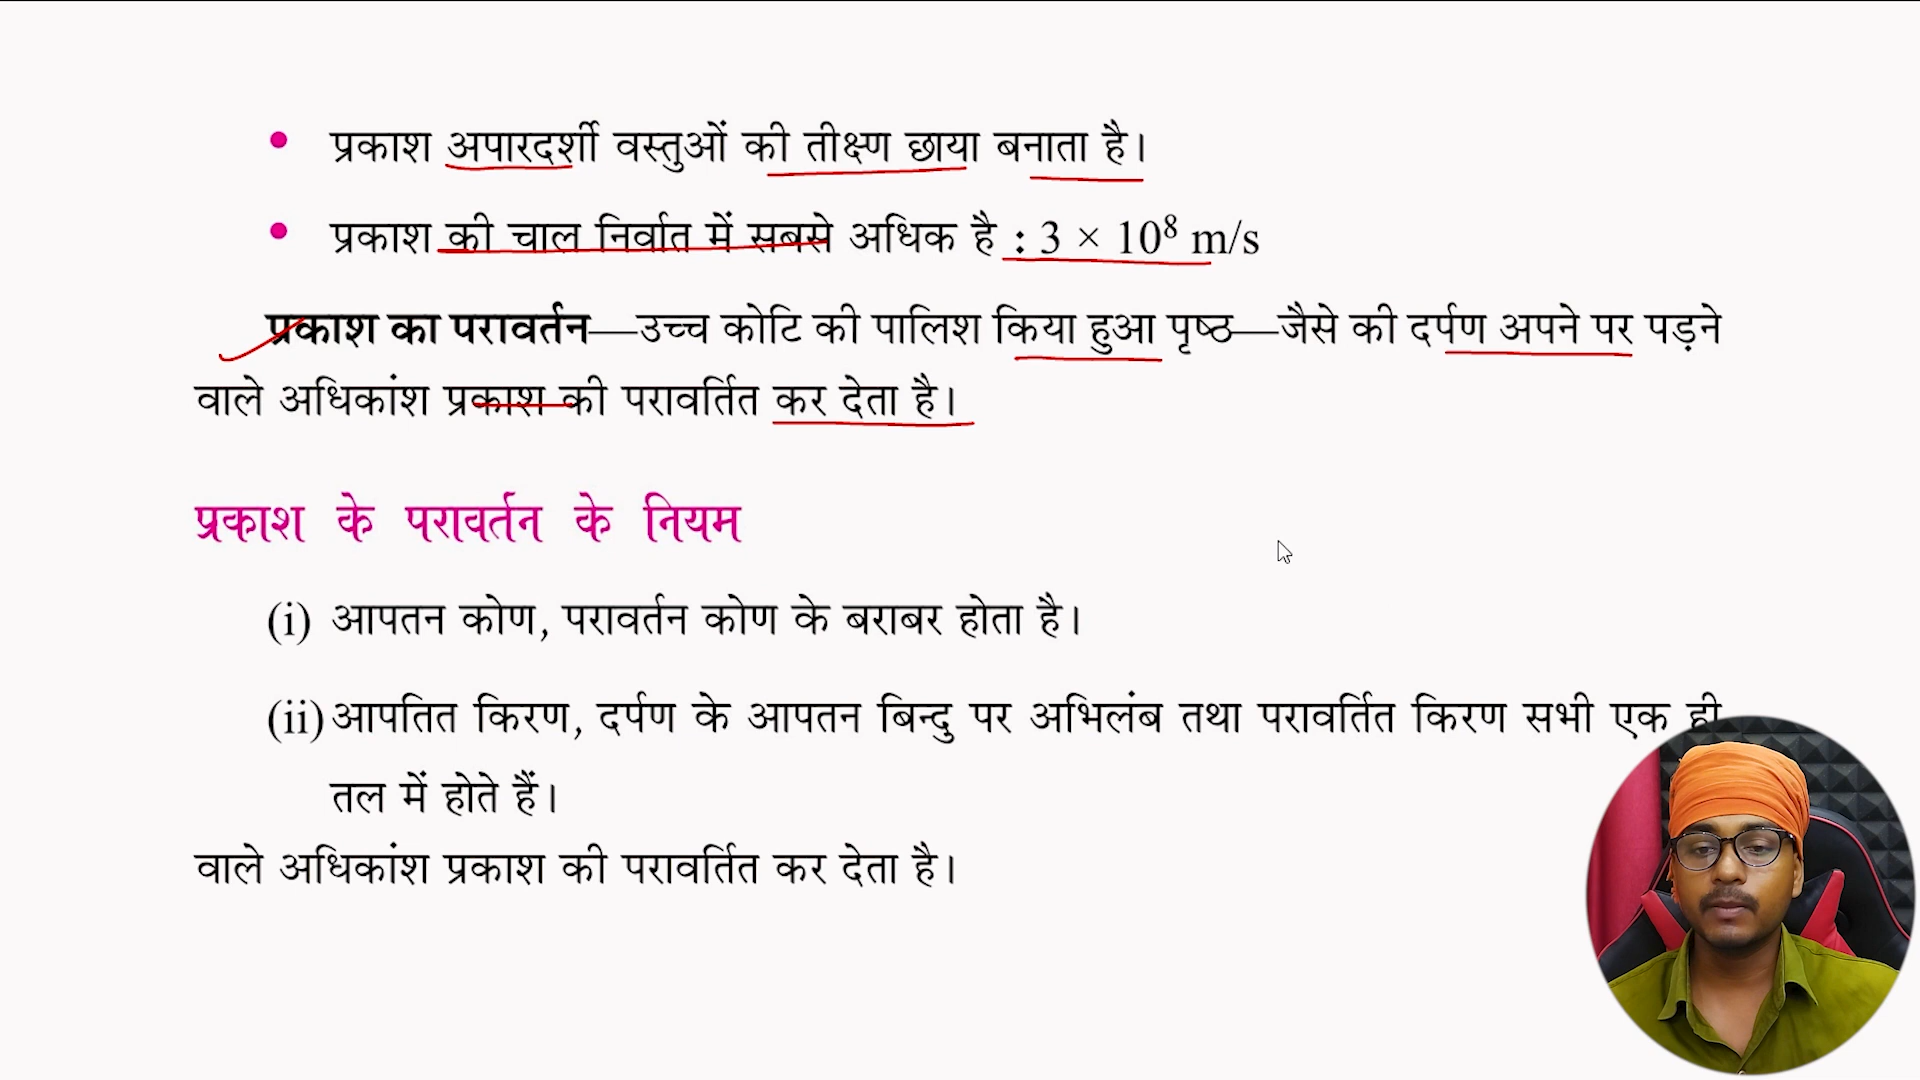 • प्रकाश अपारदर्शी वस्तुओं की तीक्ष्ण छाया बनाता है।
• प्रकाश की चाल निर्वात में सबसे अधिक है : 3 × 10⁸ m/s
प्रकाश का परावर्तन—उच्च कोटि की पालिश किया हुआ पृष्ठ—जैसे की दर्पण अपने पर पड़ने
वाले अधिकांश प्रकाश की परावर्तित कर देता है।
प्रकाश के परावर्तन के नियम
(i) आपतन कोण, परावर्तन कोण के बराबर होता है।
(ii) आपतित किरण, दर्पण के आपतन बिन्दु पर अभिलंब तथा परावर्तित किरण सभी एक ही
तल में होते हैं।
वाले अधिकांश प्रकाश की परावर्तित कर देता है।